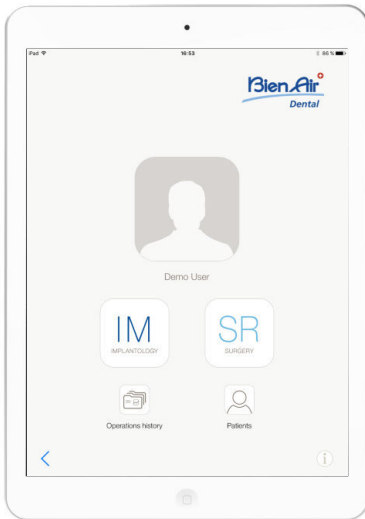 iPad 16:53 86 %
Bien Air
Dental
Demo User
IM SR
IMPLANTOLOGY SURGERY
Operations history Patients
i